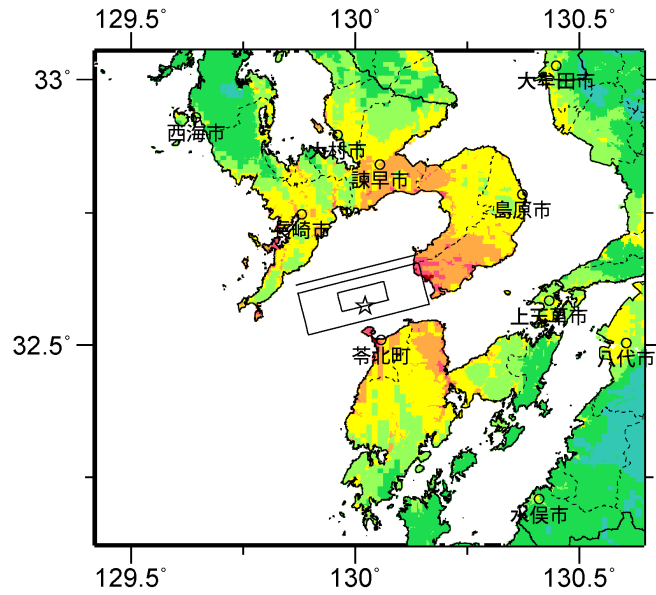 129.5° 130° 130.5°
33°
大牟田市
西海市
大村市
諫早市
島原市
長崎市
上天草市
32.5°
苓北町
八代市
水俣市
129.5° 130° 130.5°